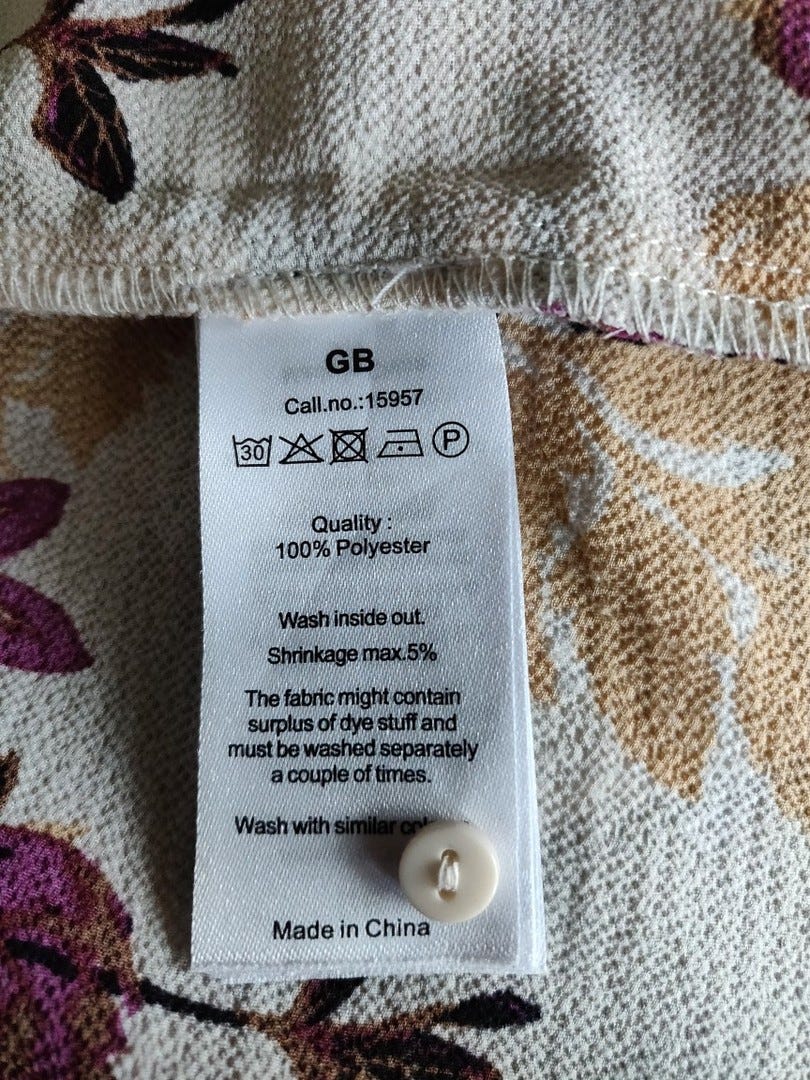 GB
Call.no.:15957
30 P
Quality :
100% Polyester
Wash inside out.
Shrinkage max.5%
The fabric might contain
surplus of dye stuff and
must be washed separately
a couple of times.
Wash with similar
Made in China